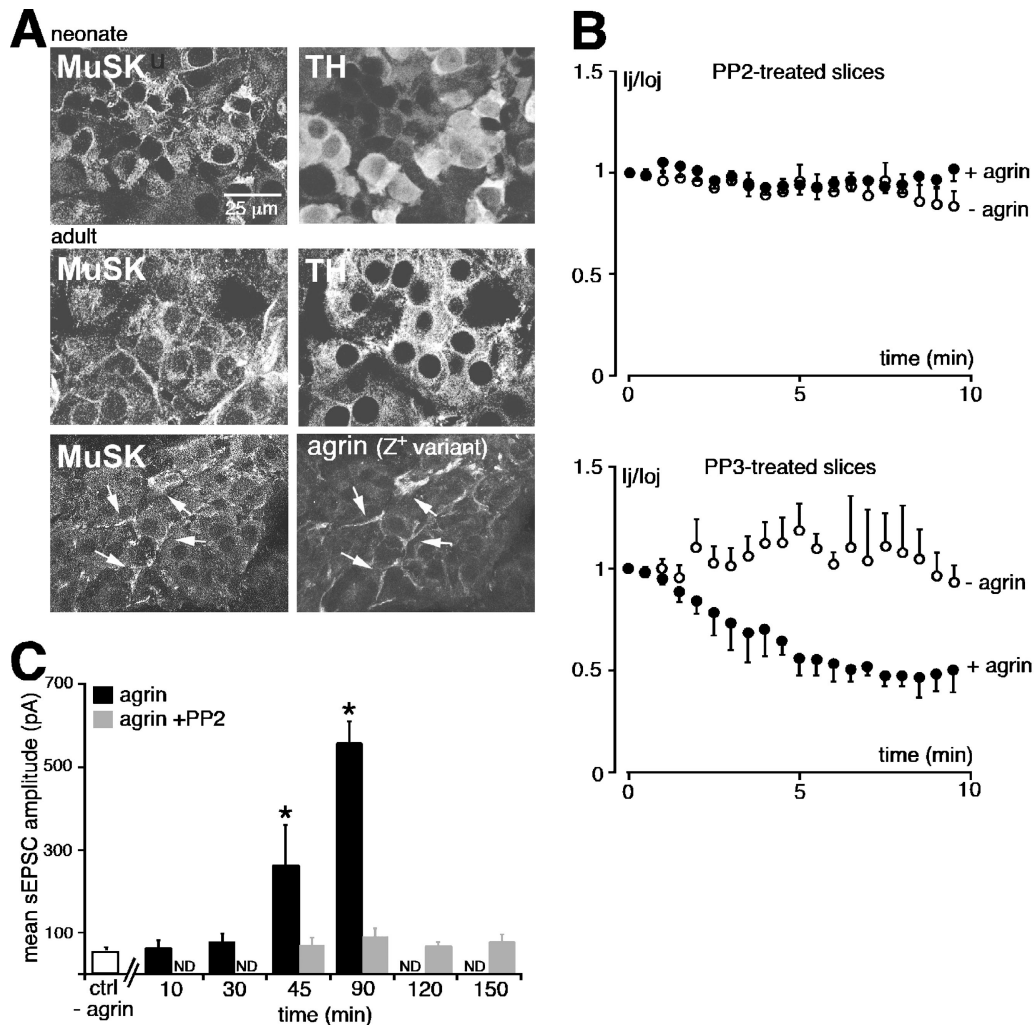 A
neonate
MuSK u
TH
25 µm
adult
MuSK
TH
MuSK
agrin (Z+ variant)
B
PP2-treated slices
Ij/Ioj
1.5
1
0.5
0
+ agrin
- agrin
time (min)
0 5 10
PP3-treated slices
Ij/Ioj
1.5
1
0.5
0
- agrin
+ agrin
time (min)
0 5 10
C
agrin
agrin +PP2
mean sEPSC amplitude (pA)
700
500
300
100
*
*
ND ND ND ND
ctrl 10 30 45 90 120 150
- agrin
time (min)